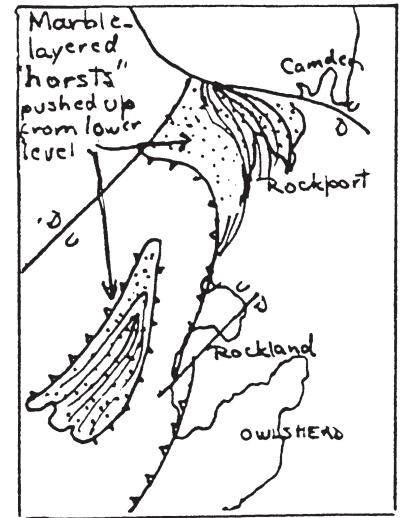 Marble-
layered
"horsts"
pushed up
from lower
level
Camden
U
D
Rockport
D
U
U
D
Rockland
OWLSHEAD